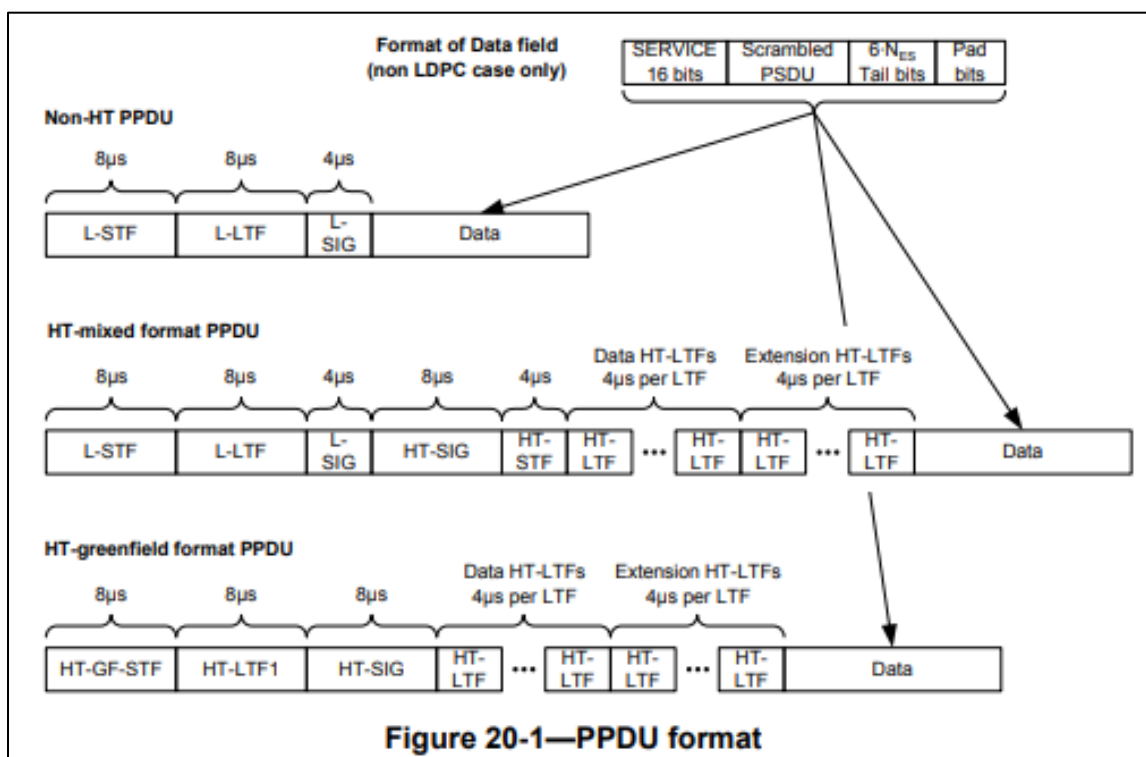 Format of Data field
(non LDPC case only)
SERVICE
16 bits
Scrambled
PSDU
6·N_ES
Tail bits
Pad
bits
Non-HT PPDU
8µs
8µs
4µs
L-STF
L-LTF
L-
SIG
Data
HT-mixed format PPDU
Data HT-LTFs
4µs per LTF
Extension HT-LTFs
4µs per LTF
8µs
8µs
4µs
8µs
4µs
L-STF
L-LTF
L-
SIG
HT-SIG
HT-
STF
HT-
LTF
•••
HT-
LTF
HT-
LTF
•••
HT-
LTF
Data
HT-greenfield format PPDU
Data HT-LTFs
4µs per LTF
Extension HT-LTFs
4µs per LTF
8µs
8µs
8µs
HT-GF-STF
HT-LTF1
HT-SIG
HT-
LTF
•••
HT-
LTF
HT-
LTF
•••
HT-
LTF
Data
Figure 20-1—PPDU format